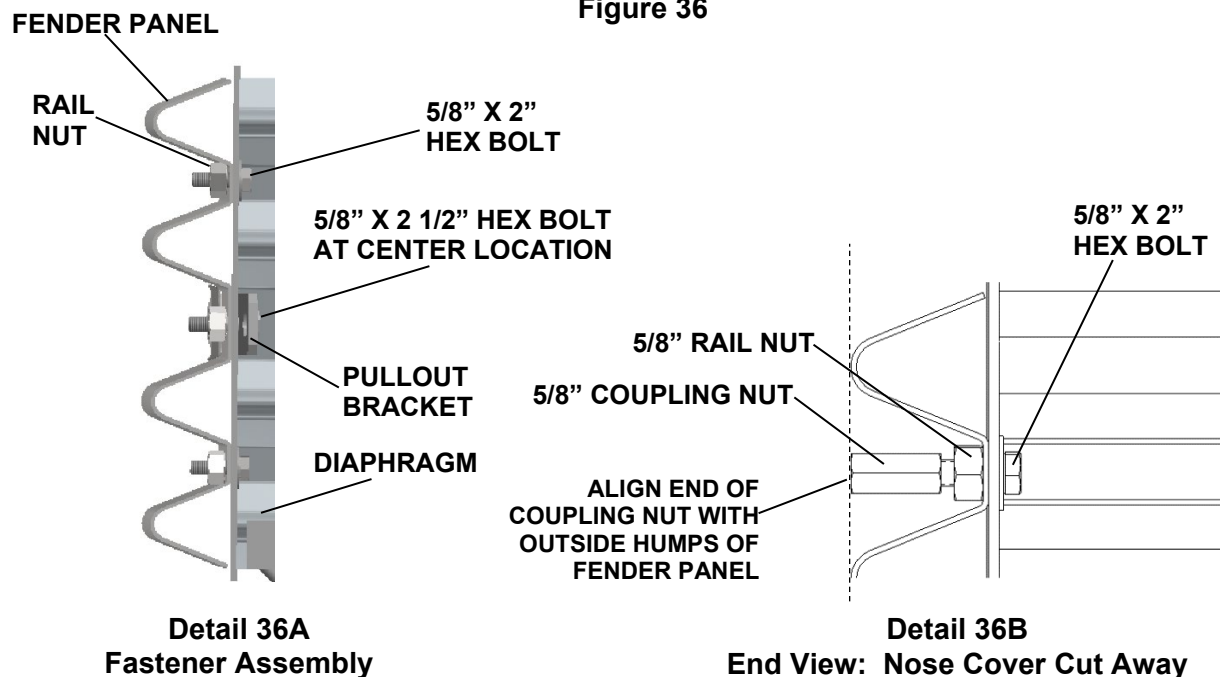 Figure 36
FENDER PANEL
RAIL
NUT
5/8” X 2”
HEX BOLT
5/8” X 2 1/2” HEX BOLT
AT CENTER LOCATION
PULLOUT
BRACKET
DIAPHRAGM
Detail 36A
Fastener Assembly
5/8” X 2”
HEX BOLT
5/8” RAIL NUT
5/8” COUPLING NUT
ALIGN END OF
COUPLING NUT WITH
OUTSIDE HUMPS OF
FENDER PANEL
Detail 36B
End View: Nose Cover Cut Away